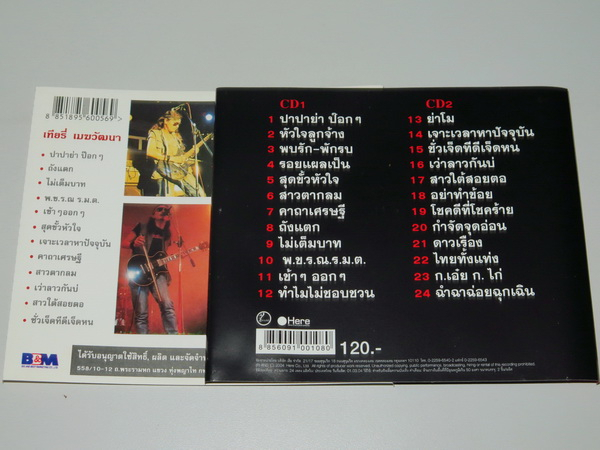 8 851895 600569
เทียรี่ เมฆวัฒนา
• ปาปาย่า ป๊อก ๆ
• ถังแตก
• ไม่เต็มบาท
• พ.ช.ร.ณ ร.ม.ต.
• เช้า ๆ ออก ๆ
• สุดขั้วหัวใจ
• เจาะเวลาหาปัจจุบัน
• คาถาเศรษฐี
• สาวตากลม
• เว่าลาวกันบ่
• สาวใต้สอยตอ
• ชั่วเจ็ดทีดีเจ็ดหน
B&M
ได้รับอนุญาตใช้สิทธิ์, ผลิต และจัดจำ
558/10-12 ถ.พระรามหก แขวง ทุ่งพญาไท
CD1
1 ปาปาย่า ป๊อก ๆ
2 หัวใจลูกจ้าง
3 พบรัก-พักรบ
4 รอยแผลเป็น
5 สุดขั้วหัวใจ
6 สาวตากลม
7 คาถาเศรษฐี
8 ถังแตก
9 ไม่เต็มบาท
10 พ.ช.ร.ณ.ร.ม.ต.
11 เช้า ๆ ออก ๆ
12 ทำไมไม่ชอบชวน
CD2
13 ย่าโม
14 เจาะเวลาหาปัจจุบัน
15 ชั่วเจ็ดทีดีเจ็ดหน
16 เว่าลาวกันบ่
17 สาวใต้สอยตอ
18 อย่าทำช้อย
19 โชคดีที่โชคร้าย
20 กำจัดจุดอ่อน
21 ดาวเรือง
22 ไทยทั้งแท่ง
23 ก.เอ๋ย ก. ไก่
24 ฉำฉาฉ่อยฉุกเฉิน
Here
8 856091 001080
120.-